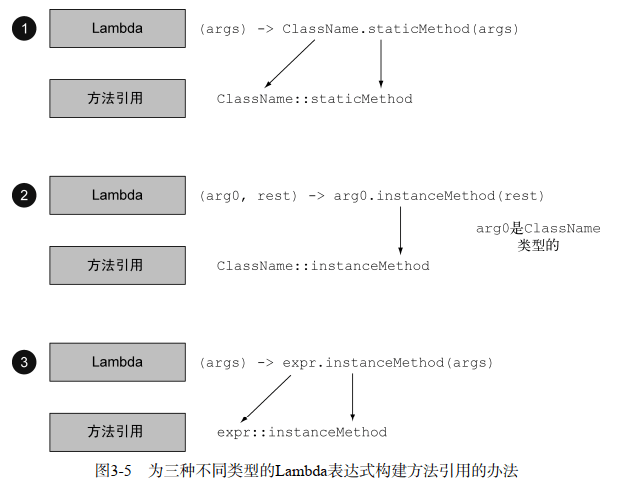 1 Lambda (args) -> ClassName.staticMethod(args)
方法引用 ClassName::staticMethod
2 Lambda (arg0, rest) -> arg0.instanceMethod(rest)
arg0是ClassName
类型的
方法引用 ClassName::instanceMethod
3 Lambda (args) -> expr.instanceMethod(args)
方法引用 expr::instanceMethod
图3-5 为三种不同类型的Lambda表达式构建方法引用的办法